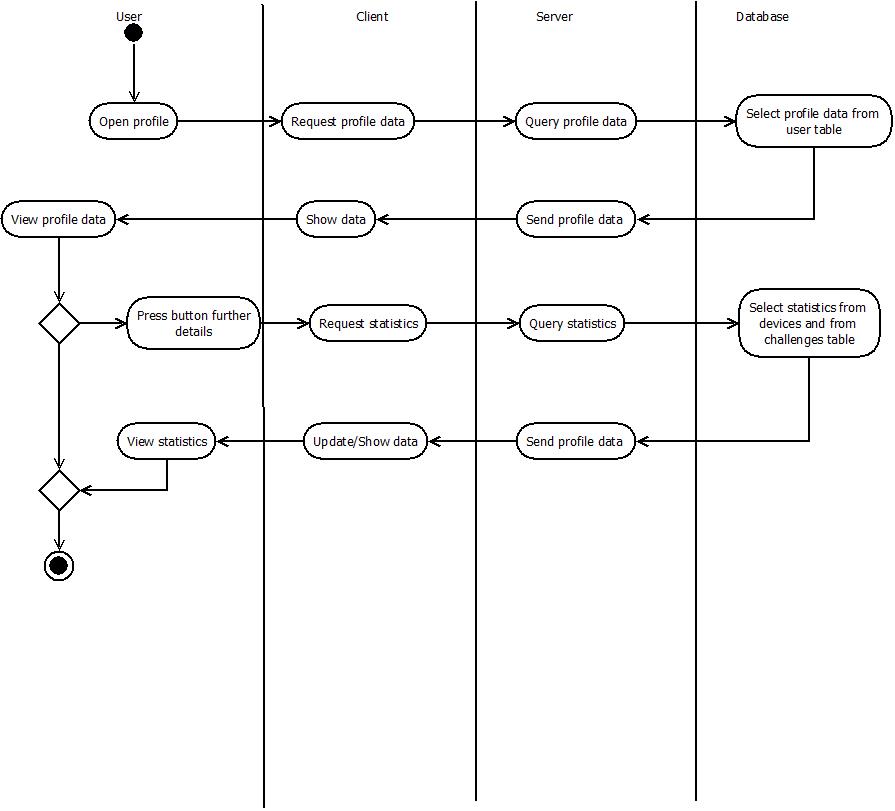 User
Client
Server
Database
Open profile
Request profile data
Query profile data
Select profile data from
user table
View profile data
Show data
Send profile data
Press button further
details
Request statistics
Query statistics
Select statistics from
devices and from
challenges table
View statistics
Update/Show data
Send profile data